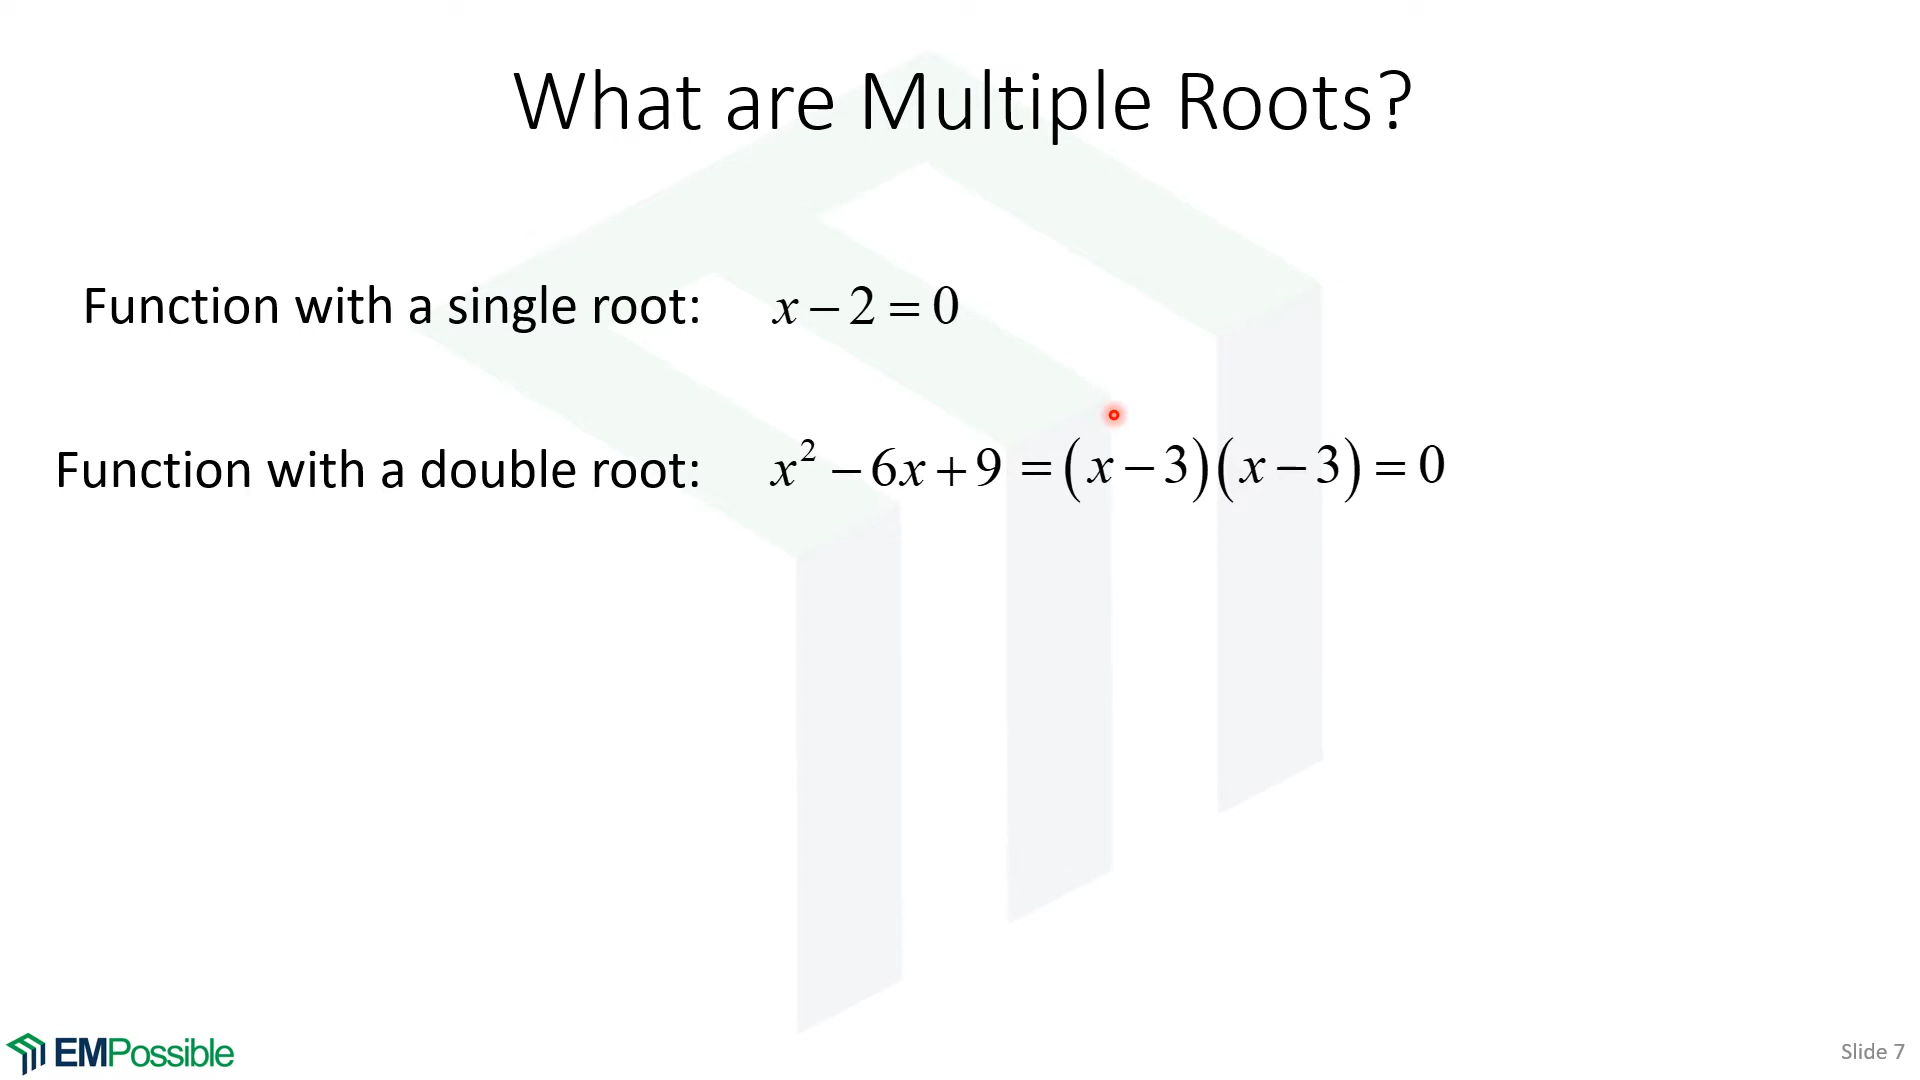 What are Multiple Roots?
Function with a single root: x − 2 = 0
Function with a double root: x² − 6x + 9 = (x − 3)(x − 3) = 0
EMPossible
Slide 7